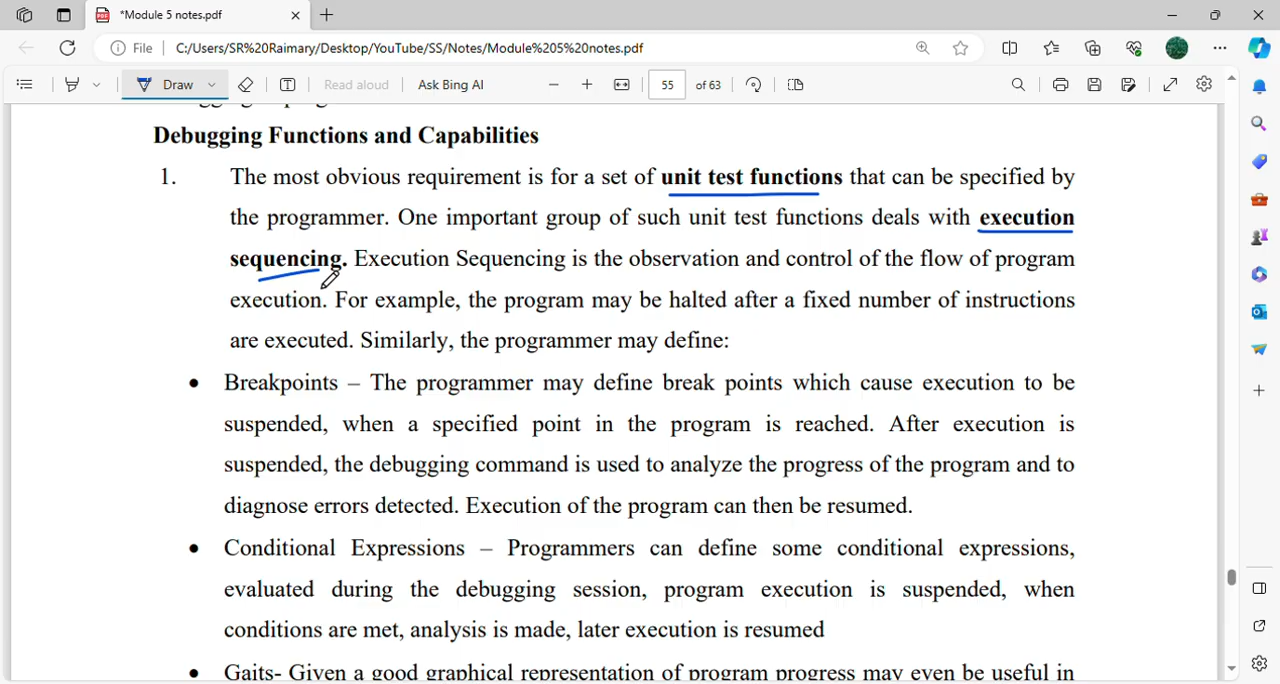 *Module 5 notes.pdf
File
C:/Users/SR%20Raimary/Desktop/YouTube/SS/Notes/Module%205%20notes.pdf
Draw
Read aloud
Ask Bing AI
55
of 63
Debugging Functions and Capabilities
1. The most obvious requirement is for a set of unit test functions that can be specified by
the programmer. One important group of such unit test functions deals with execution
sequencing. Execution Sequencing is the observation and control of the flow of program
execution. For example, the program may be halted after a fixed number of instructions
are executed. Similarly, the programmer may define:
• Breakpoints – The programmer may define break points which cause execution to be
suspended, when a specified point in the program is reached. After execution is
suspended, the debugging command is used to analyze the progress of the program and to
diagnose errors detected. Execution of the program can then be resumed.
• Conditional Expressions – Programmers can define some conditional expressions,
evaluated during the debugging session, program execution is suspended, when
conditions are met, analysis is made, later execution is resumed
• Gaits- Given a good graphical representation of program progress may even be useful in